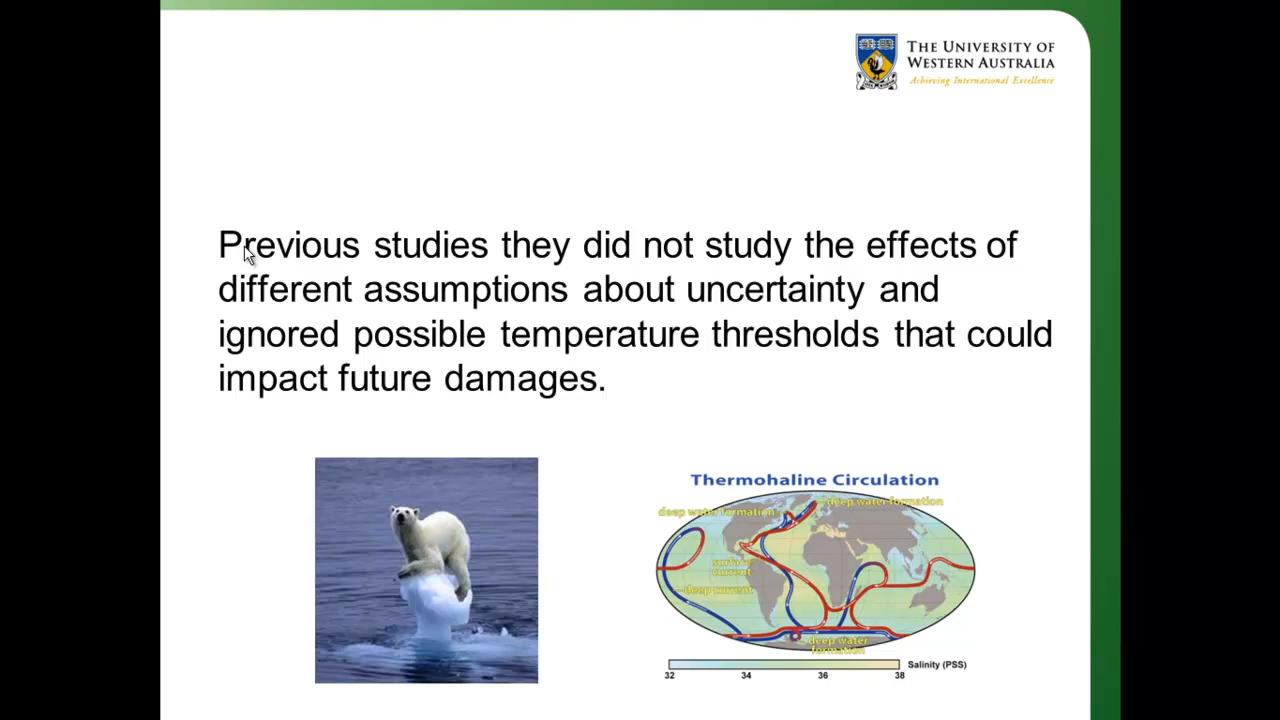 THE UNIVERSITY OF
WESTERN AUSTRALIA
Achieving International Excellence
Previous studies they did not study the effects of
different assumptions about uncertainty and
ignored possible temperature thresholds that could
impact future damages.
Thermohaline Circulation
deep water formation
deep water formation
surface
current
deep current
deep water
formation
Salinity (PSS)
32 34 36 38